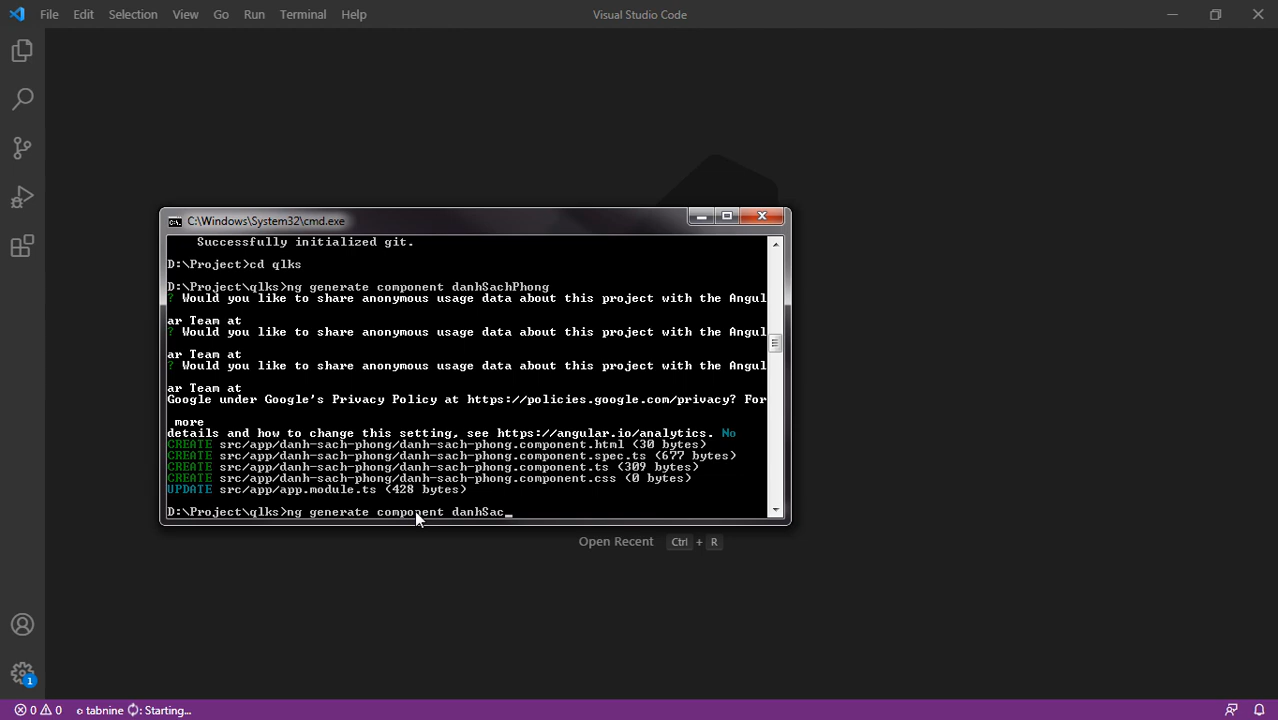 File Edit Selection View Go Run Terminal Help
Visual Studio Code
C:\Windows\System32\cmd.exe
Successfully initialized git.
D:\Project>cd qlks
D:\Project\qlks>ng generate component danhSachPhong
? Would you like to share anonymous usage data about this project with the Angul
ar Team at
? Would you like to share anonymous usage data about this project with the Angul
ar Team at
? Would you like to share anonymous usage data about this project with the Angul
ar Team at
Google under Google's Privacy Policy at https://policies.google.com/privacy? For
more
details and how to change this setting, see https://angular.io/analytics. No
CREATE src/app/danh-sach-phong/danh-sach-phong.component.html (30 bytes)
CREATE src/app/danh-sach-phong/danh-sach-phong.component.spec.ts (677 bytes)
CREATE src/app/danh-sach-phong/danh-sach-phong.component.ts (309 bytes)
CREATE src/app/danh-sach-phong/danh-sach-phong.component.css (0 bytes)
UPDATE src/app/app.module.ts (428 bytes)
D:\Project\qlks>ng generate component danhSac_
Open Recent Ctrl + R
1
0 0 tabnine : Starting...